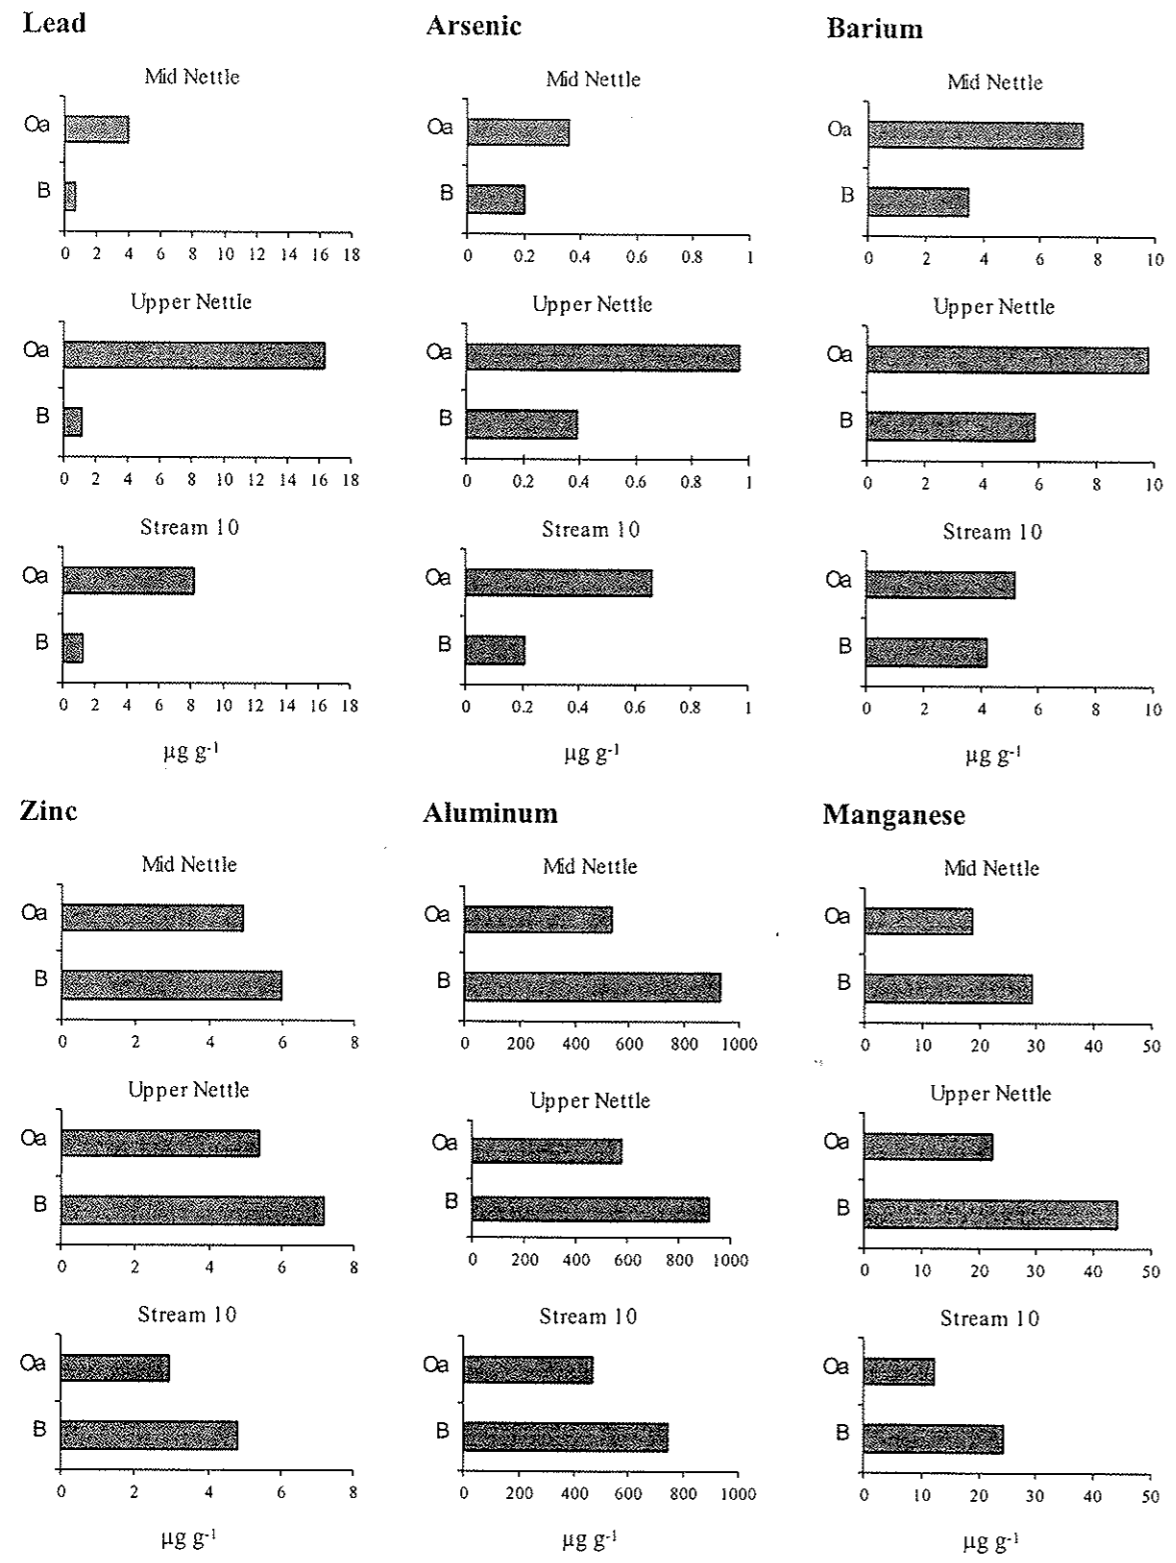 Lead
Mid Nettle
Oa
B
0 2 4 6 8 10 12 14 16 18
Upper Nettle
Oa
B
0 2 4 6 8 10 12 14 16 18
Stream 10
Oa
B
0 2 4 6 8 10 12 14 16 18
µg g-1
Arsenic
Mid Nettle
Oa
B
0 0.2 0.4 0.6 0.8 1
Upper Nettle
Oa
B
0 0.2 0.4 0.6 0.8 1
Stream 10
Oa
B
0 0.2 0.4 0.6 0.8 1
µg g-1
Barium
Mid Nettle
Oa
B
0 2 4 6 8 10
Upper Nettle
Oa
B
0 2 4 6 8 10
Stream 10
Oa
B
0 2 4 6 8 10
µg g-1
Zinc
Mid Nettle
Oa
B
0 2 4 6 8
Upper Nettle
Oa
B
0 2 4 6 8
Stream 10
Oa
B
0 2 4 6 8
µg g-1
Aluminum
Mid Nettle
Oa
B
0 200 400 600 800 1000
Upper Nettle
Oa
B
0 200 400 600 800 1000
Stream 10
Oa
B
0 200 400 600 800 1000
µg g-1
Manganese
Mid Nettle
Oa
B
0 10 20 30 40 50
Upper Nettle
Oa
B
0 10 20 30 40 50
Stream 10
Oa
B
0 10 20 30 40 50
µg g-1